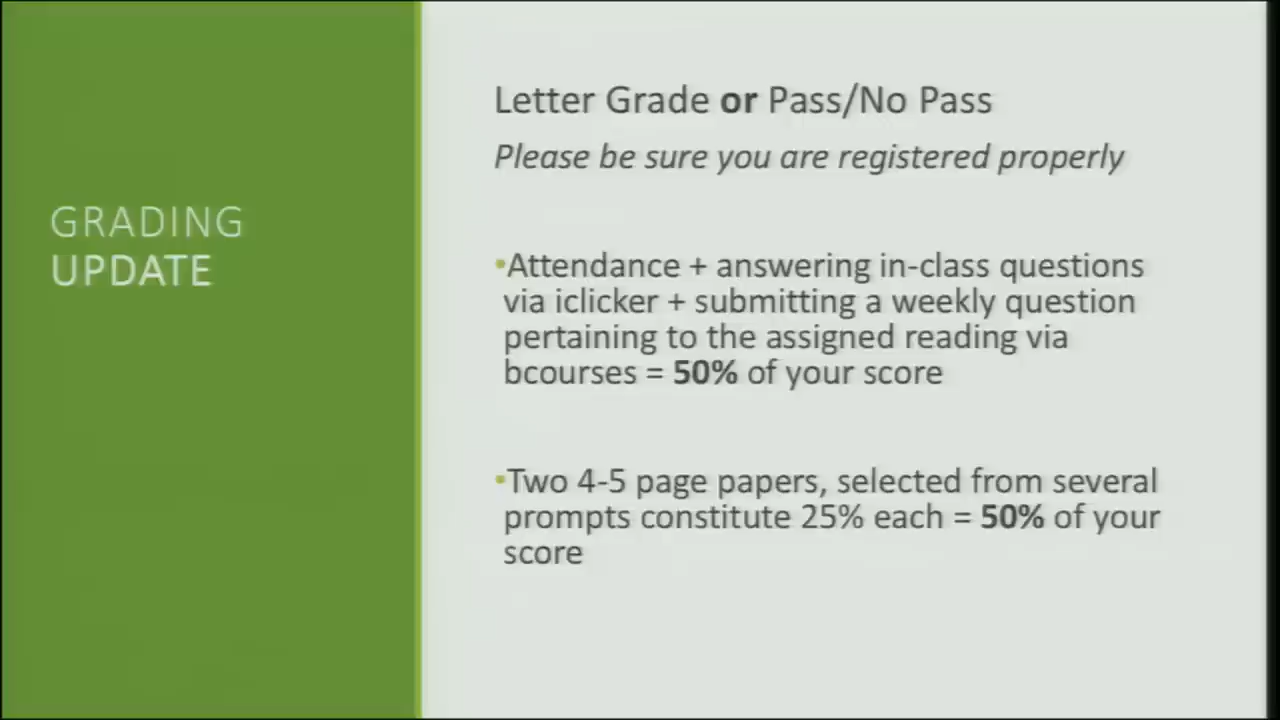 GRADING
UPDATE
Letter Grade or Pass/No Pass
Please be sure you are registered properly
•Attendance + answering in-class questions
via iclicker + submitting a weekly question
pertaining to the assigned reading via
bcourses = 50% of your score
•Two 4-5 page papers, selected from several
prompts constitute 25% each = 50% of your
score